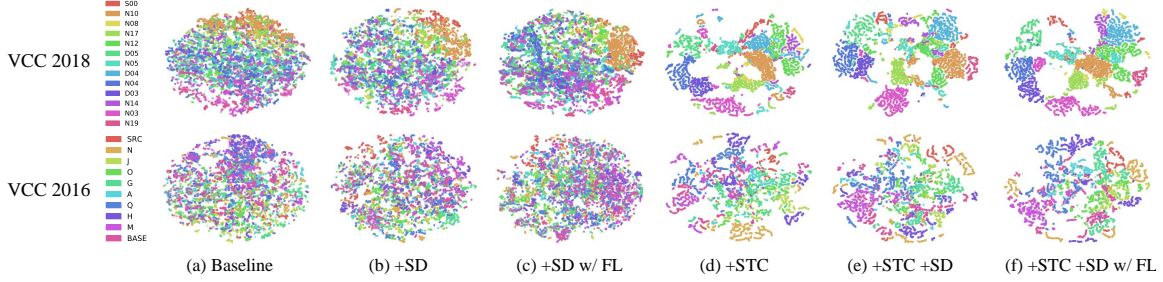 S00
N10
N08
N17
N12
D05
N05
D04
N04
D03
N14
N03
N19
VCC 2018
SRC
N
J
O
G
A
Q
H
M
BASE
VCC 2016
(a) Baseline
(b) +SD
(c) +SD w/ FL
(d) +STC
(e) +STC +SD
(f) +STC +SD w/ FL